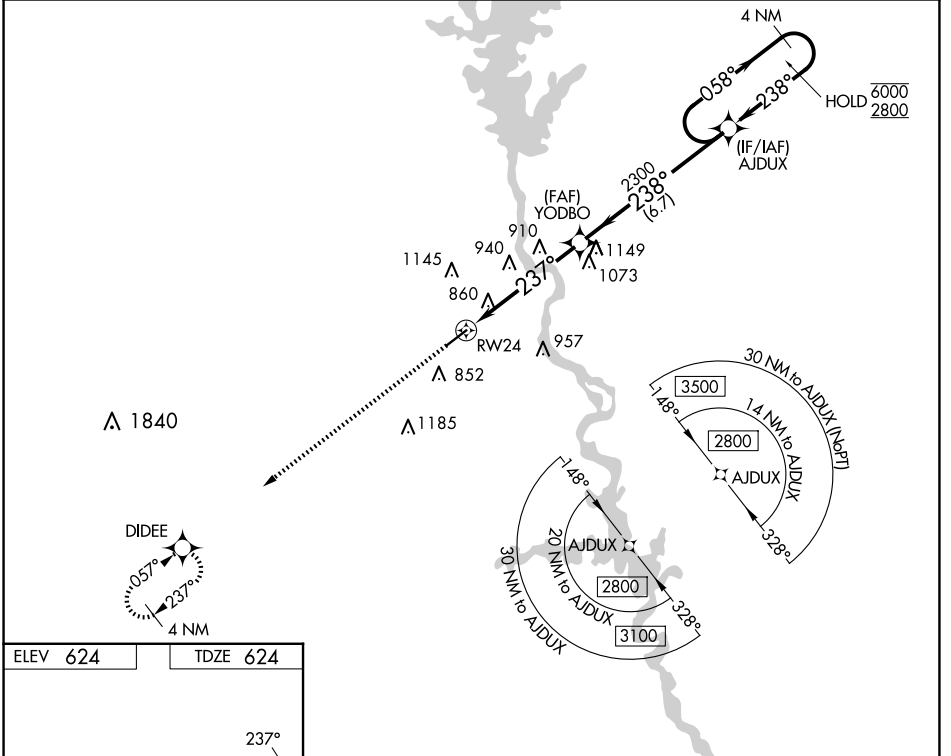 4 NM
058°
238°
HOLD 6000
2800
(IF/IAF)
AJDUX
2300
238°
(6.7)
(FAF)
YODBO
910
940
1145
860
1149
1073
237°
RW24
957
852
1185
1840
30 NM to AJDUX (NoPT)
3500
148°
14 NM to AJDUX
2800
AJDUX
328°
148°
AJDUX
20 NM to AJDUX
30 NM to AJDUX
2800
3100
328°
DIDEE
057°
237°
4 NM
ELEV 624
TDZE 624
237°